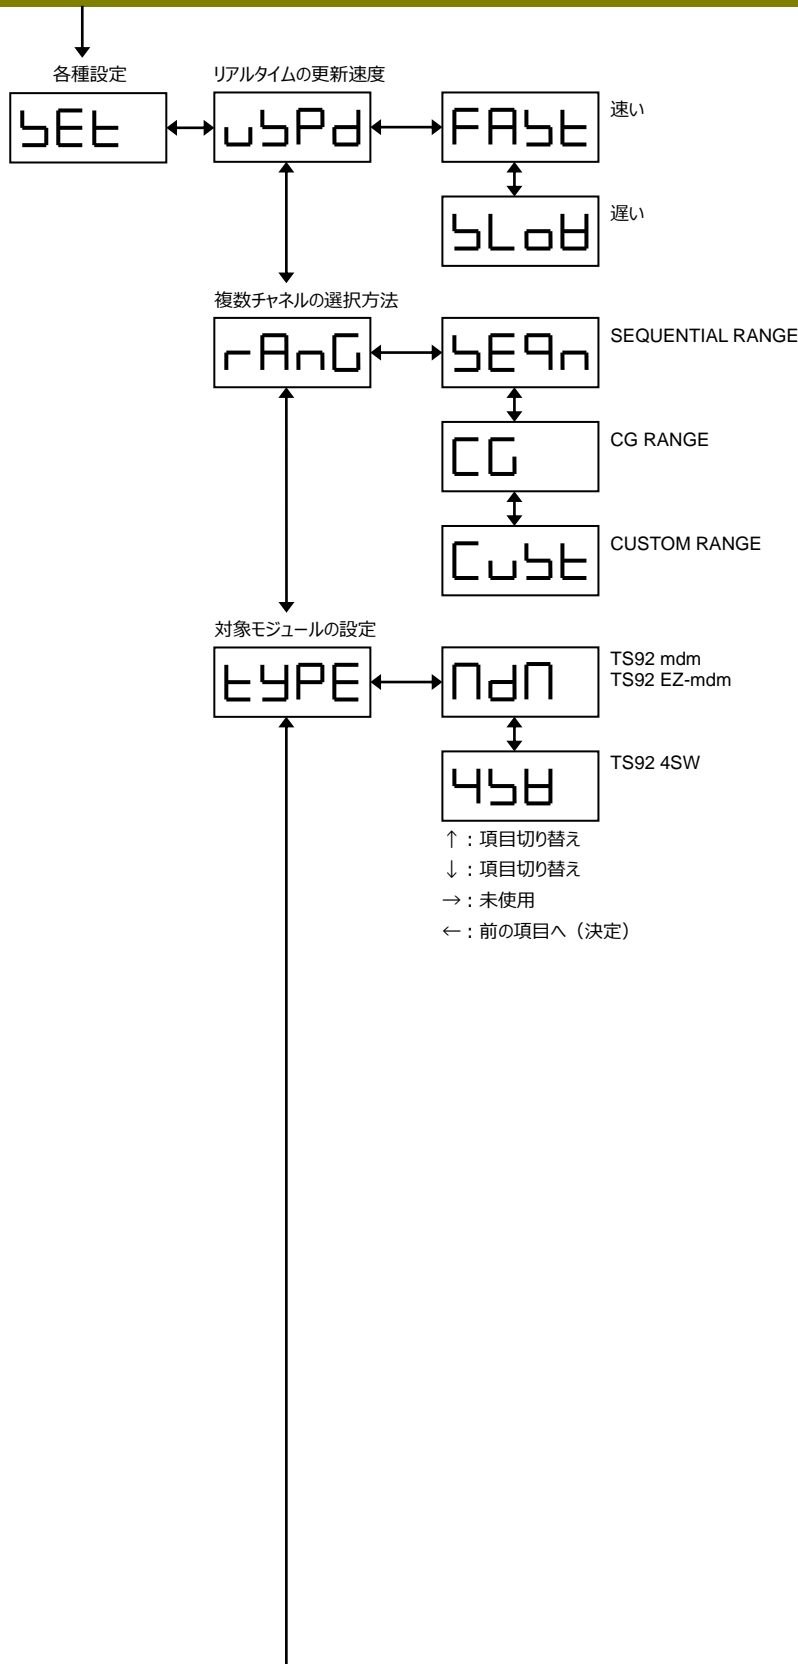 各種設定
リアルタイムの更新速度
SEt
uSPd
FASt
速い
SLoW
遅い
複数チャネルの選択方法
rAnG
SEqn
SEQUENTIAL RANGE
CG
CG RANGE
CuSt
CUSTOM RANGE
対象モジュールの設定
tYPE
MdM
TS92 mdm
TS92 EZ-mdm
4SW
TS92 4SW
↑：項目切り替え
↓：項目切り替え
→：未使用
←：前の項目へ（決定）